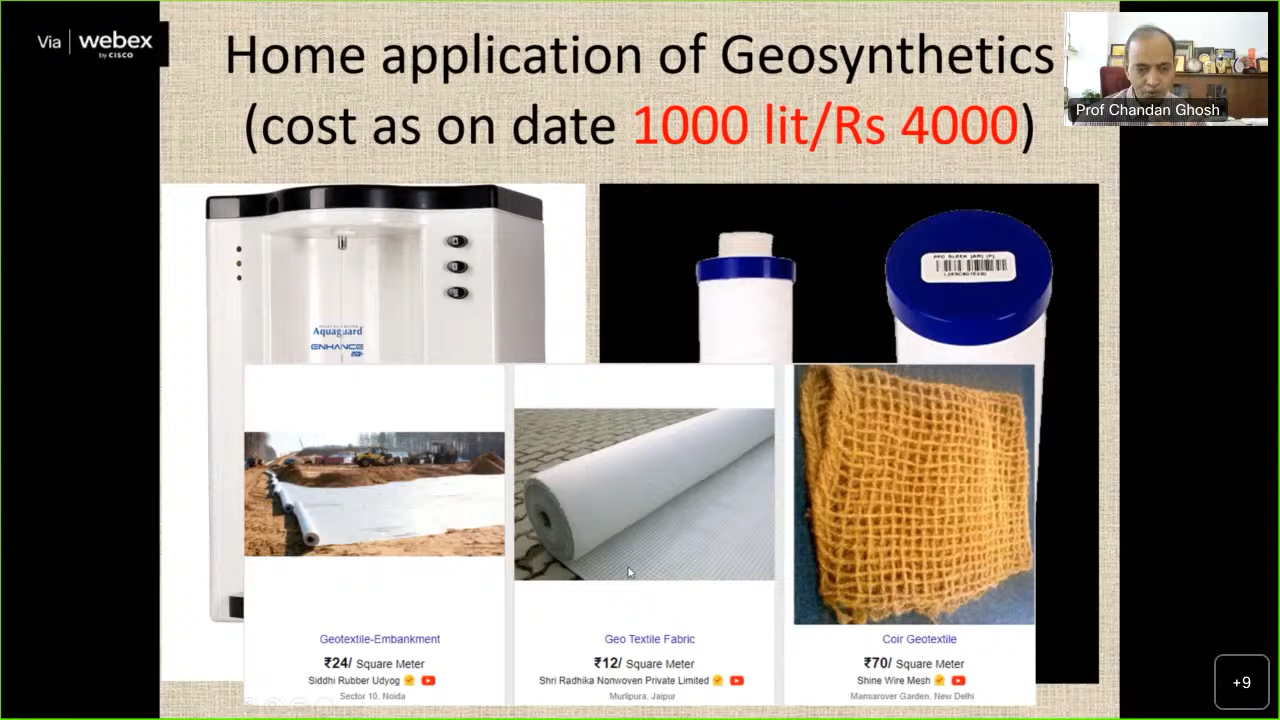 Via | webex
by CISCO
Home application of Geosynthetics
(cost as on date 1000 lit/Rs 4000)
Prof Chandan Ghosh
Aquaguard
ENHANCE
Geotextile-Embankment
₹24/ Square Meter
Siddhi Rubber Udyog
Sector 10, Noida
Geo Textile Fabric
₹12/ Square Meter
Shri Radhika Nonwoven Private Limited
Murlipura, Jaipur
Coir Geotextile
₹70/ Square Meter
Shine Wire Mesh
Mansarover Garden, New Delhi
+9